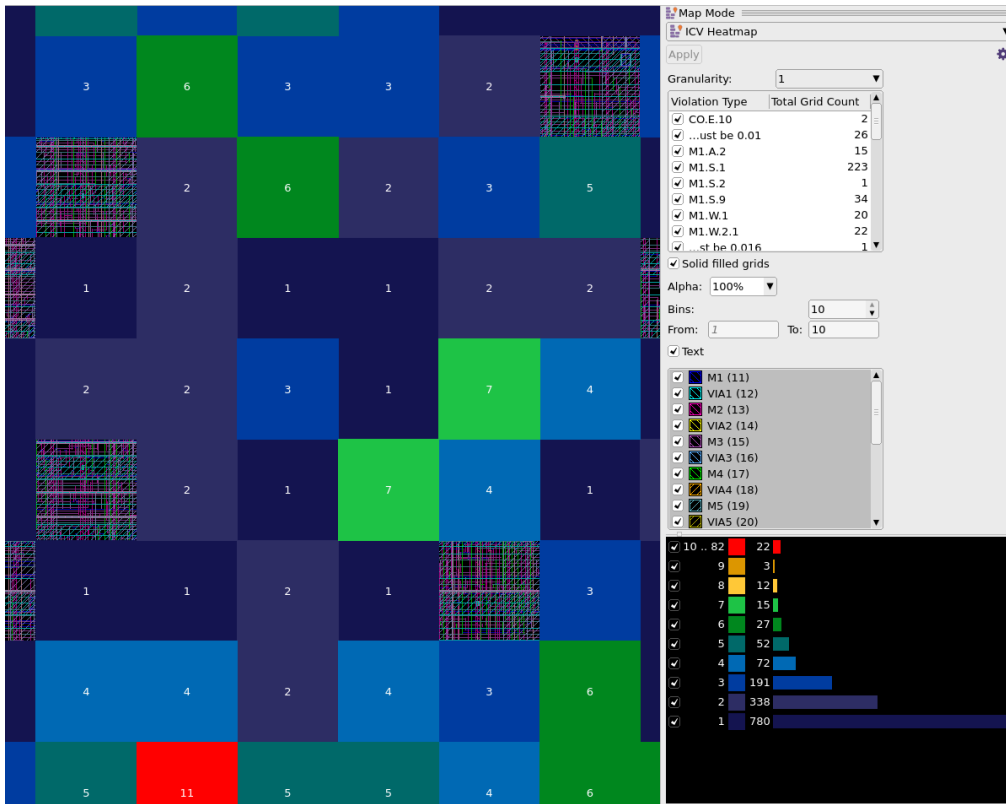 3 6 3 3 2
2 6 2 3 5
1 2 1 1 2 2
2 2 3 1 7 4
2 1 7 4 1
1 1 2 1 3
4 4 2 4 3 6
5 11 5 5 4 6
Map Mode
ICV Heatmap
Apply
Granularity: 1
Violation Type Total Grid Count
CO.E.10 2
...ust be 0.01 26
M1.A.2 15
M1.S.1 223
M1.S.2 1
M1.S.9 34
M1.W.1 20
M1.W.2.1 22
...st be 0.016 1
Solid filled grids
Alpha: 100%
Bins: 10
From: 1 To: 10
Text
M1 (11)
VIA1 (12)
M2 (13)
VIA2 (14)
M3 (15)
VIA3 (16)
M4 (17)
VIA4 (18)
M5 (19)
VIA5 (20)
10 .. 82 22
9 3
8 12
7 15
6 27
5 52
4 72
3 191
2 338
1 780